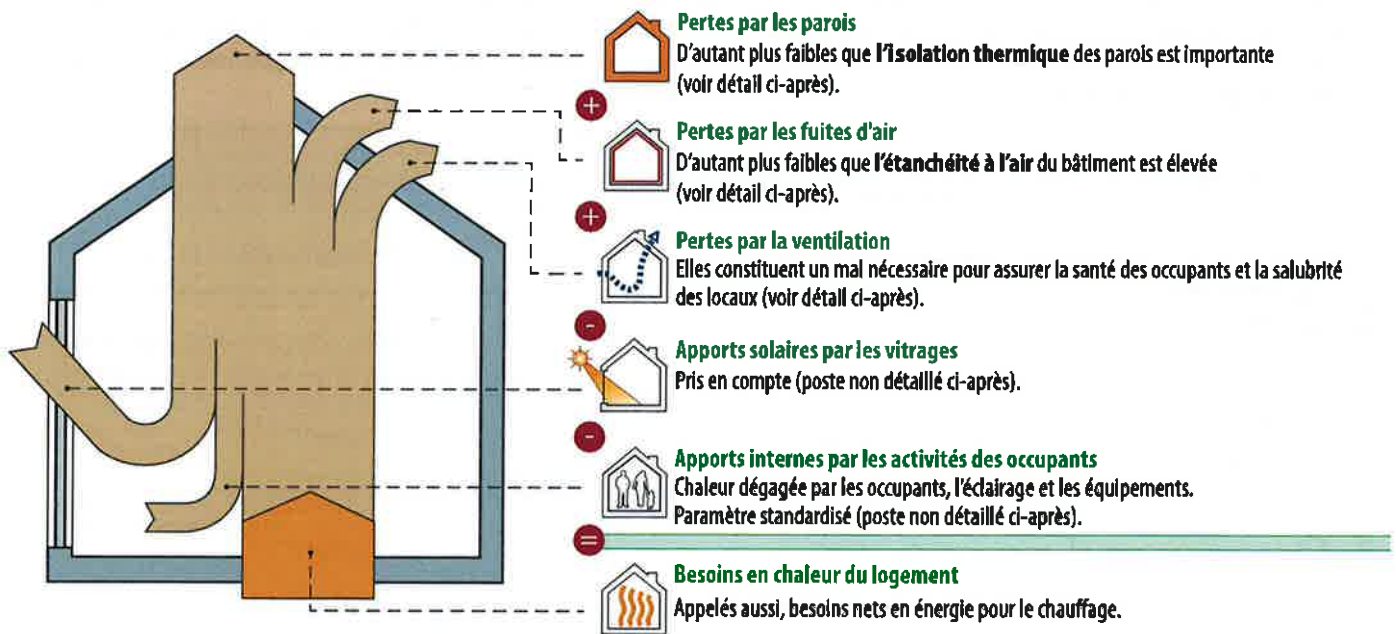 Pertes par les parois
D'autant plus faibles que l'isolation thermique des parois est importante
(voir détail ci-après).
+
Pertes par les fuites d'air
D'autant plus faibles que l'étanchéité à l'air du bâtiment est élevée
(voir détail ci-après).
+
Pertes par la ventilation
Elles constituent un mal nécessaire pour assurer la santé des occupants et la salubrité
des locaux (voir détail ci-après).
-
Apports solaires par les vitrages
Pris en compte (poste non détaillé ci-après).
-
Apports internes par les activités des occupants
Chaleur dégagée par les occupants, l'éclairage et les équipements.
Paramètre standardisé (poste non détaillé ci-après).
=
Besoins en chaleur du logement
Appelés aussi, besoins nets en énergie pour le chauffage.